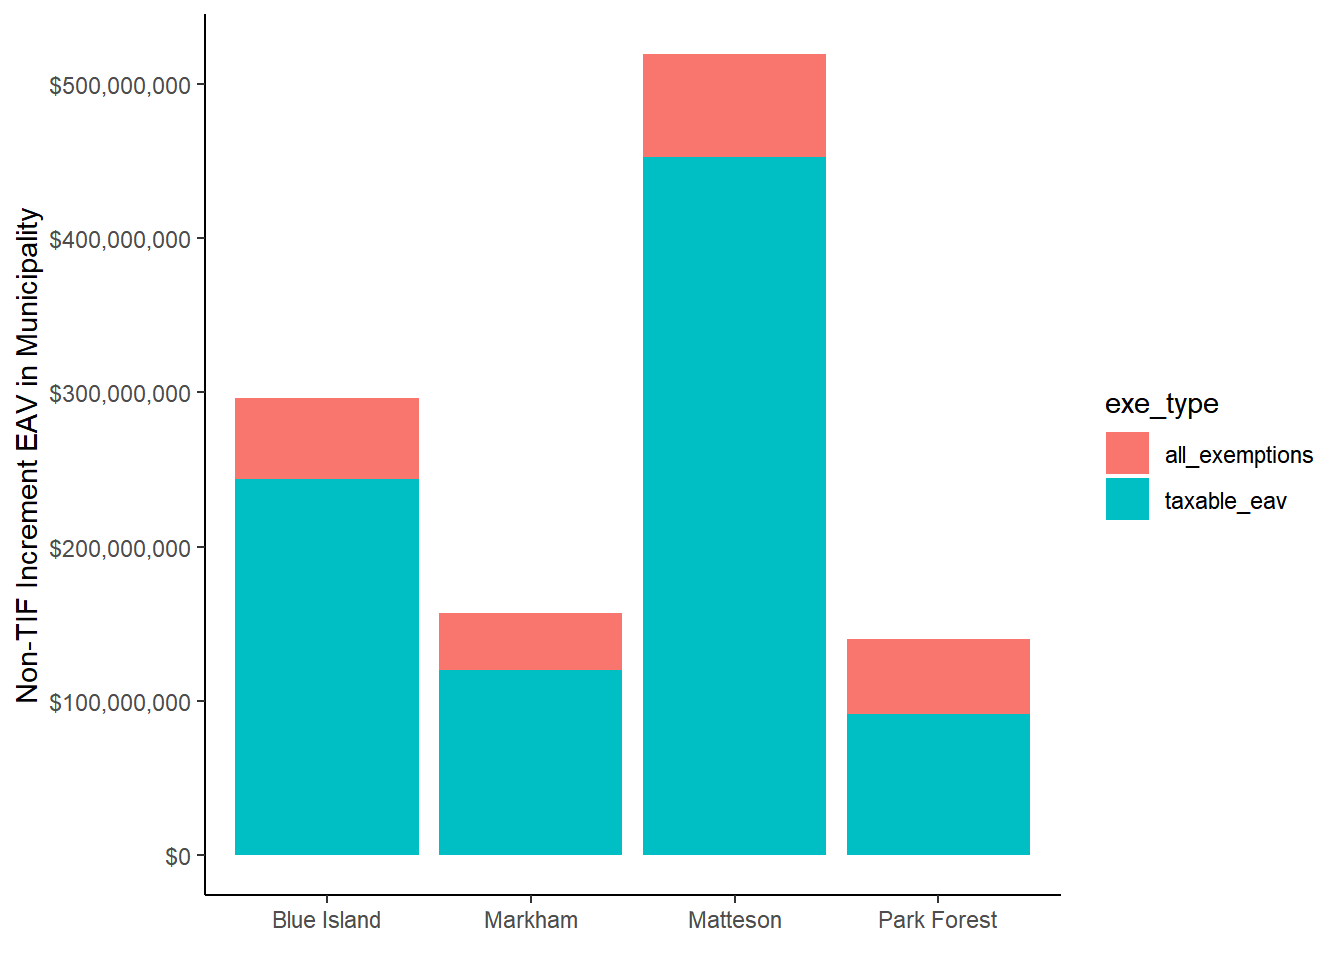 Non-TIF Increment EAV in Municipality
$500,000,000
$400,000,000
$300,000,000
$200,000,000
$100,000,000
$0
Blue Island
Markham
Matteson
Park Forest
exe_type
all_exemptions
taxable_eav